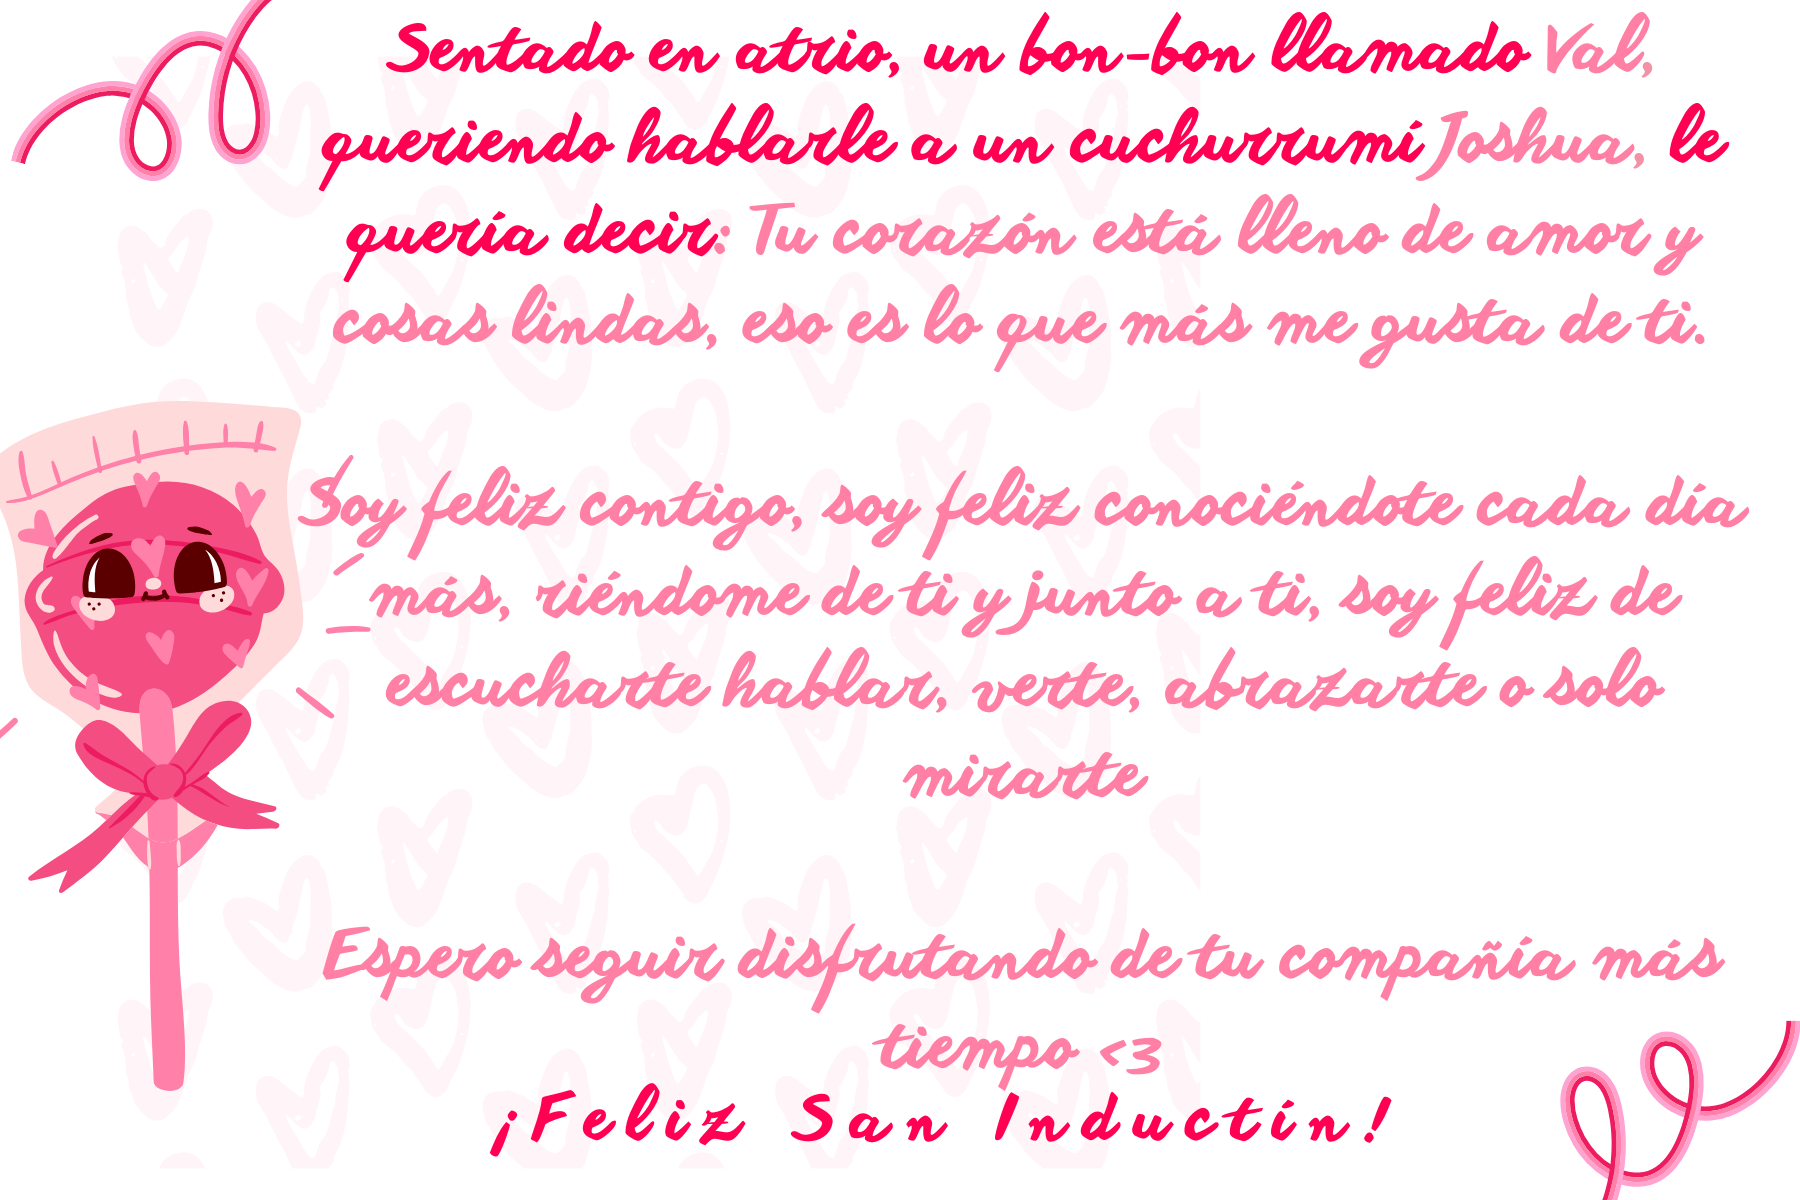 Sentado en atrio, un bon-bon llamado Val,
queriendo hablarle a un cuchurrumí Joshua, le
quería decir: Tu corazón está lleno de amor y
cosas lindas, eso es lo que más me gusta de ti.
Soy feliz contigo, soy feliz conociéndote cada día
más, riéndome de ti y junto a ti, soy feliz de
escucharte hablar, verte, abrazarte o solo
mirarte
Espero seguir disfrutando de tu compañía más
tiempo <3
¡Feliz San Inductín!